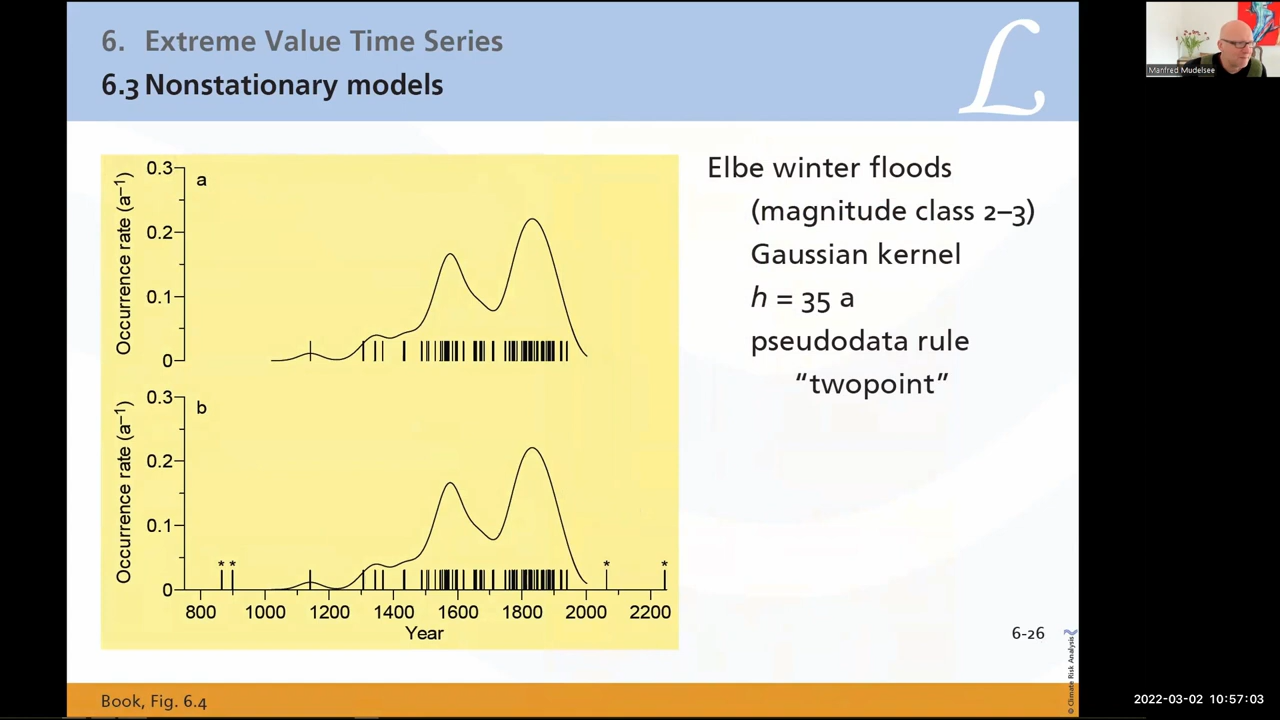 6. Extreme Value Time Series
6.3 Nonstationary models
L
Manfred Mudelsee
0.3
0.2
0.1
0
Occurrence rate (a⁻¹)
a
0.3
0.2
0.1
0
Occurrence rate (a⁻¹)
b
* *
* *
800 1000 1200 1400 1600 1800 2000 2200
Year
Elbe winter floods
(magnitude class 2–3)
Gaussian kernel
h = 35 a
pseudodata rule
“twopoint”
6-26
© Climate Risk Analysis
Book, Fig. 6.4
2022-03-02 10:57:03